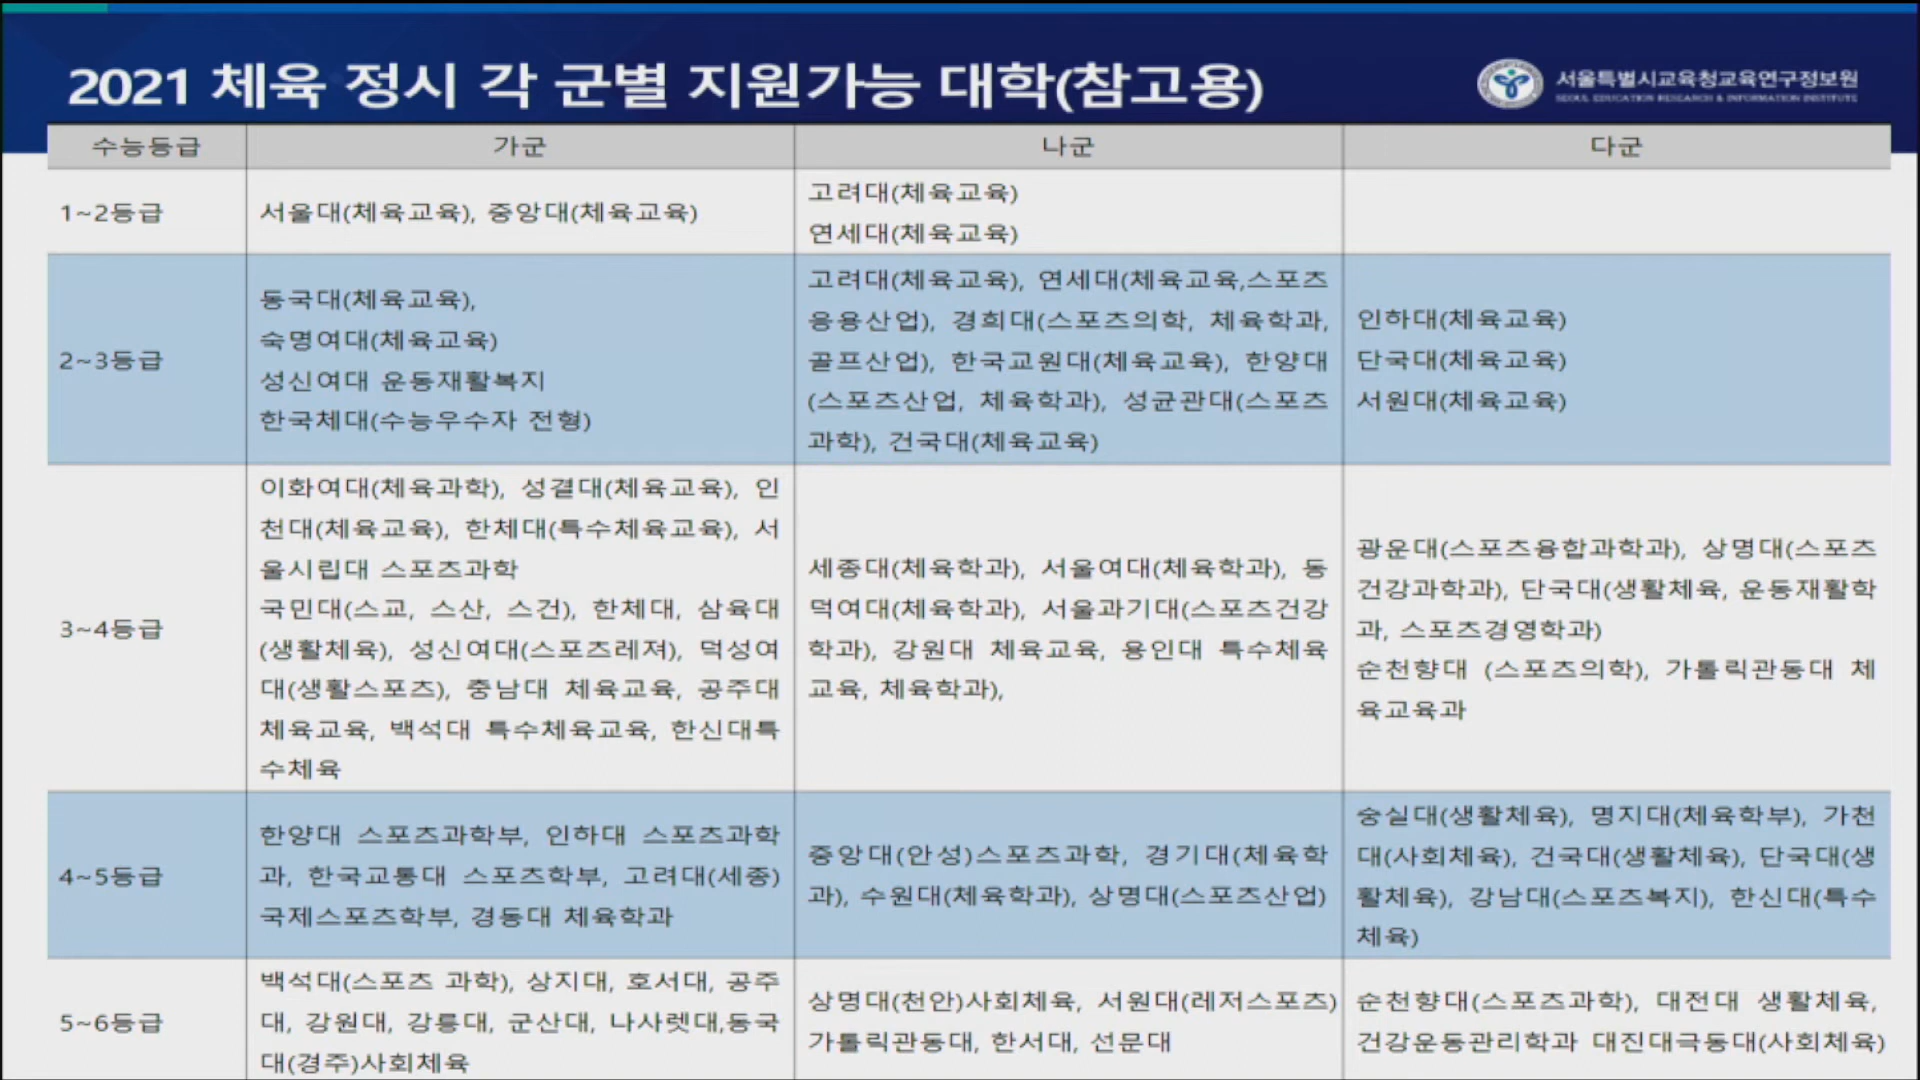 2021 체육 정시 각 군별 지원가능 대학(참고용)
서울특별시교육청교육연구정보원
SEOUL EDUCATION RESEARCH & INFORMATION INSTITUTE
수능등급 가군 나군 다군
1~2등급
서울대(체육교육), 중앙대(체육교육)
고려대(체육교육)
연세대(체육교육)
2~3등급
동국대(체육교육),
숙명여대(체육교육)
성신여대 운동재활복지
한국체대(수능우수자 전형)
고려대(체육교육), 연세대(체육교육,스포츠
응용산업), 경희대(스포츠의학, 체육학과,
골프산업), 한국교원대(체육교육), 한양대
(스포츠산업, 체육학과), 성균관대(스포츠
과학), 건국대(체육교육)
인하대(체육교육)
단국대(체육교육)
서원대(체육교육)
3~4등급
이화여대(체육과학), 성결대(체육교육), 인
천대(체육교육), 한체대(특수체육교육), 서
울시립대 스포츠과학
국민대(스교, 스산, 스건), 한체대, 삼육대
(생활체육), 성신여대(스포츠레져), 덕성여
대(생활스포츠), 충남대 체육교육, 공주대
체육교육, 백석대 특수체육교육, 한신대특
수체육
세종대(체육학과), 서울여대(체육학과), 동
덕여대(체육학과), 서울과기대(스포츠건강
학과), 강원대 체육교육, 용인대 특수체육
교육, 체육학과),
광운대(스포츠융합과학과), 상명대(스포츠
건강과학과), 단국대(생활체육, 운동재활학
과, 스포츠경영학과)
순천향대 (스포츠의학), 가톨릭관동대 체
육교육과
4~5등급
한양대 스포츠과학부, 인하대 스포츠과학
과, 한국교통대 스포츠학부, 고려대(세종)
국제스포츠학부, 경동대 체육학과
중앙대(안성)스포츠과학, 경기대(체육학
과), 수원대(체육학과), 상명대(스포츠산업)
숭실대(생활체육), 명지대(체육학부), 가천
대(사회체육), 건국대(생활체육), 단국대(생
활체육), 강남대(스포츠복지), 한신대(특수
체육)
5~6등급
백석대(스포츠 과학), 상지대, 호서대, 공주
대, 강원대, 강릉대, 군산대, 나사렛대,동국
대(경주)사회체육
상명대(천안)사회체육, 서원대(레저스포츠)
가톨릭관동대, 한서대, 선문대
순천향대(스포츠과학), 대전대 생활체육,
건강운동관리학과 대진대극동대(사회체육)